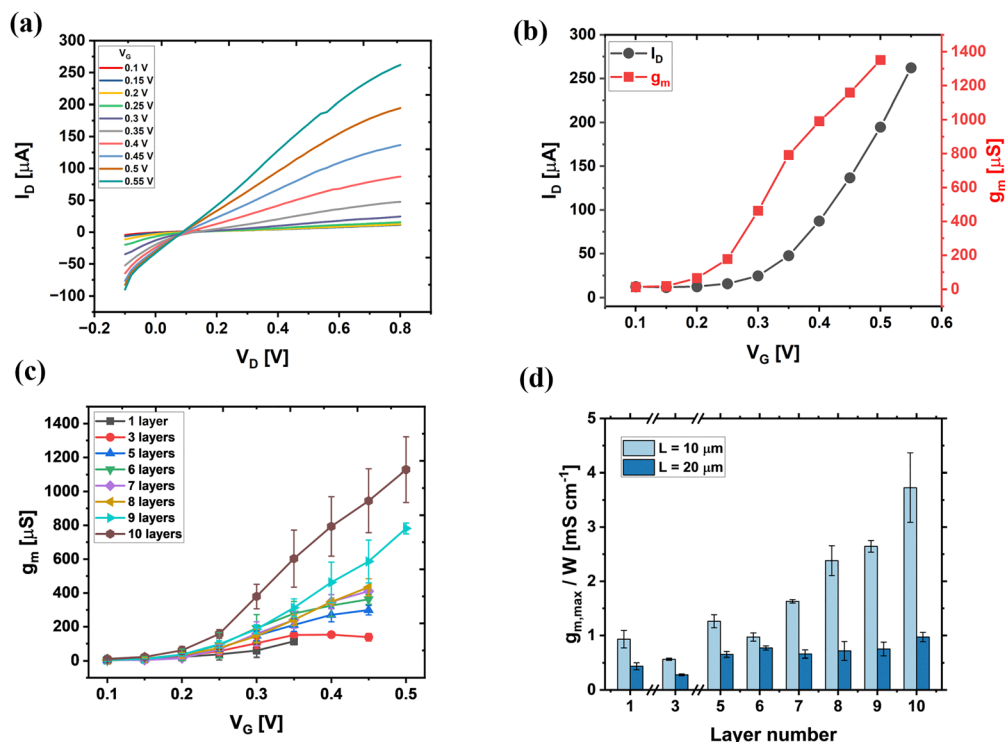 (a)
300
250
200
150
100
50
0
−50
−100
I_D [µA]
V_G
0.1 V
0.15 V
0.2 V
0.25 V
0.3 V
0.35 V
0.4 V
0.45 V
0.5 V
0.55 V
−0.2 0.0 0.2 0.4 0.6 0.8
V_D [V]
(b)
300
250
200
150
100
50
0
I_D [µA]
I_D
g_m
1400
1200
1000
800
600
400
200
0
g_m [µS]
0.1 0.2 0.3 0.4 0.5 0.6
V_G [V]
(c)
1400
1200
1000
800
600
400
200
0
g_m [µS]
1 layer
3 layers
5 layers
6 layers
7 layers
8 layers
9 layers
10 layers
0.1 0.2 0.3 0.4 0.5
V_G [V]
(d)
5
4
3
2
1
0
g_m,max / W [mS cm⁻¹]
L = 10 µm
L = 20 µm
1 3 5 6 7 8 9 10
Layer number